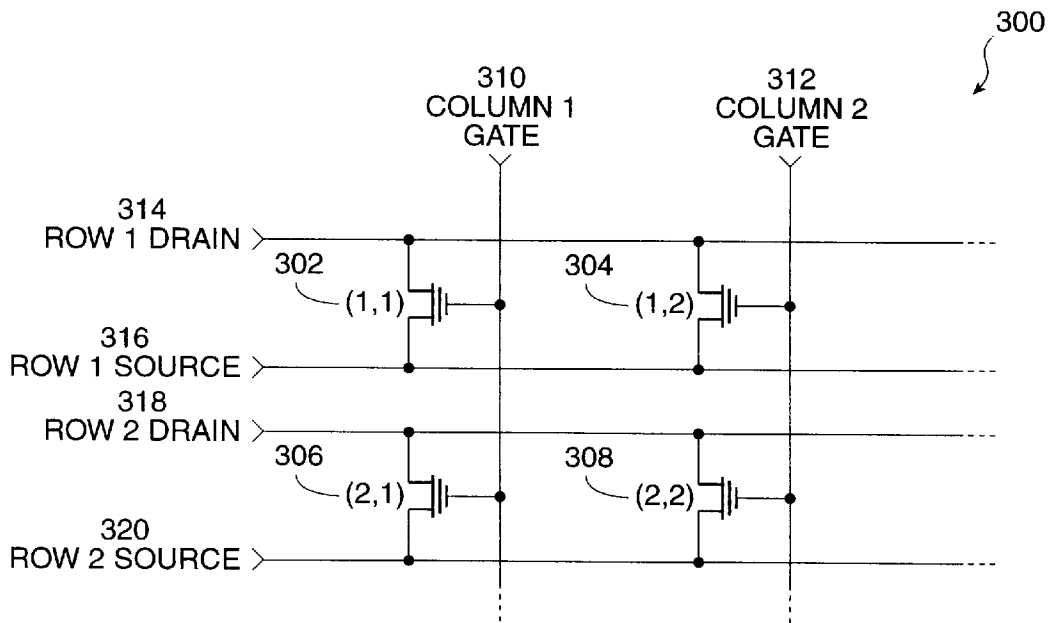 300
310
COLUMN 1
GATE
312
COLUMN 2
GATE
314
ROW 1 DRAIN
302
(1,1)
304
(1,2)
316
ROW 1 SOURCE
318
ROW 2 DRAIN
306
(2,1)
308
(2,2)
320
ROW 2 SOURCE